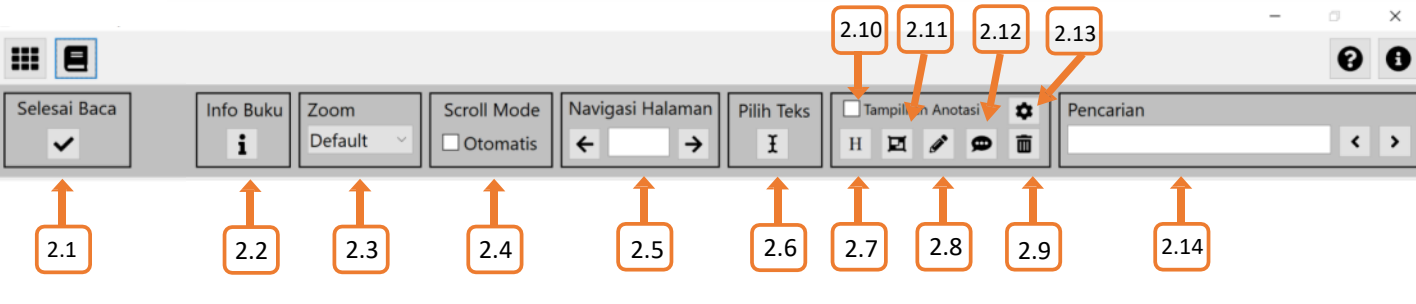 2.10 2.11 2.12 2.13
Selesai Baca
Info Buku
Zoom
Default
Scroll Mode
Otomatis
Navigasi Halaman
Pilih Teks
Tampilkan Anotasi
H
Pencarian
2.1 2.2 2.3 2.4 2.5 2.6 2.7 2.8 2.9 2.14